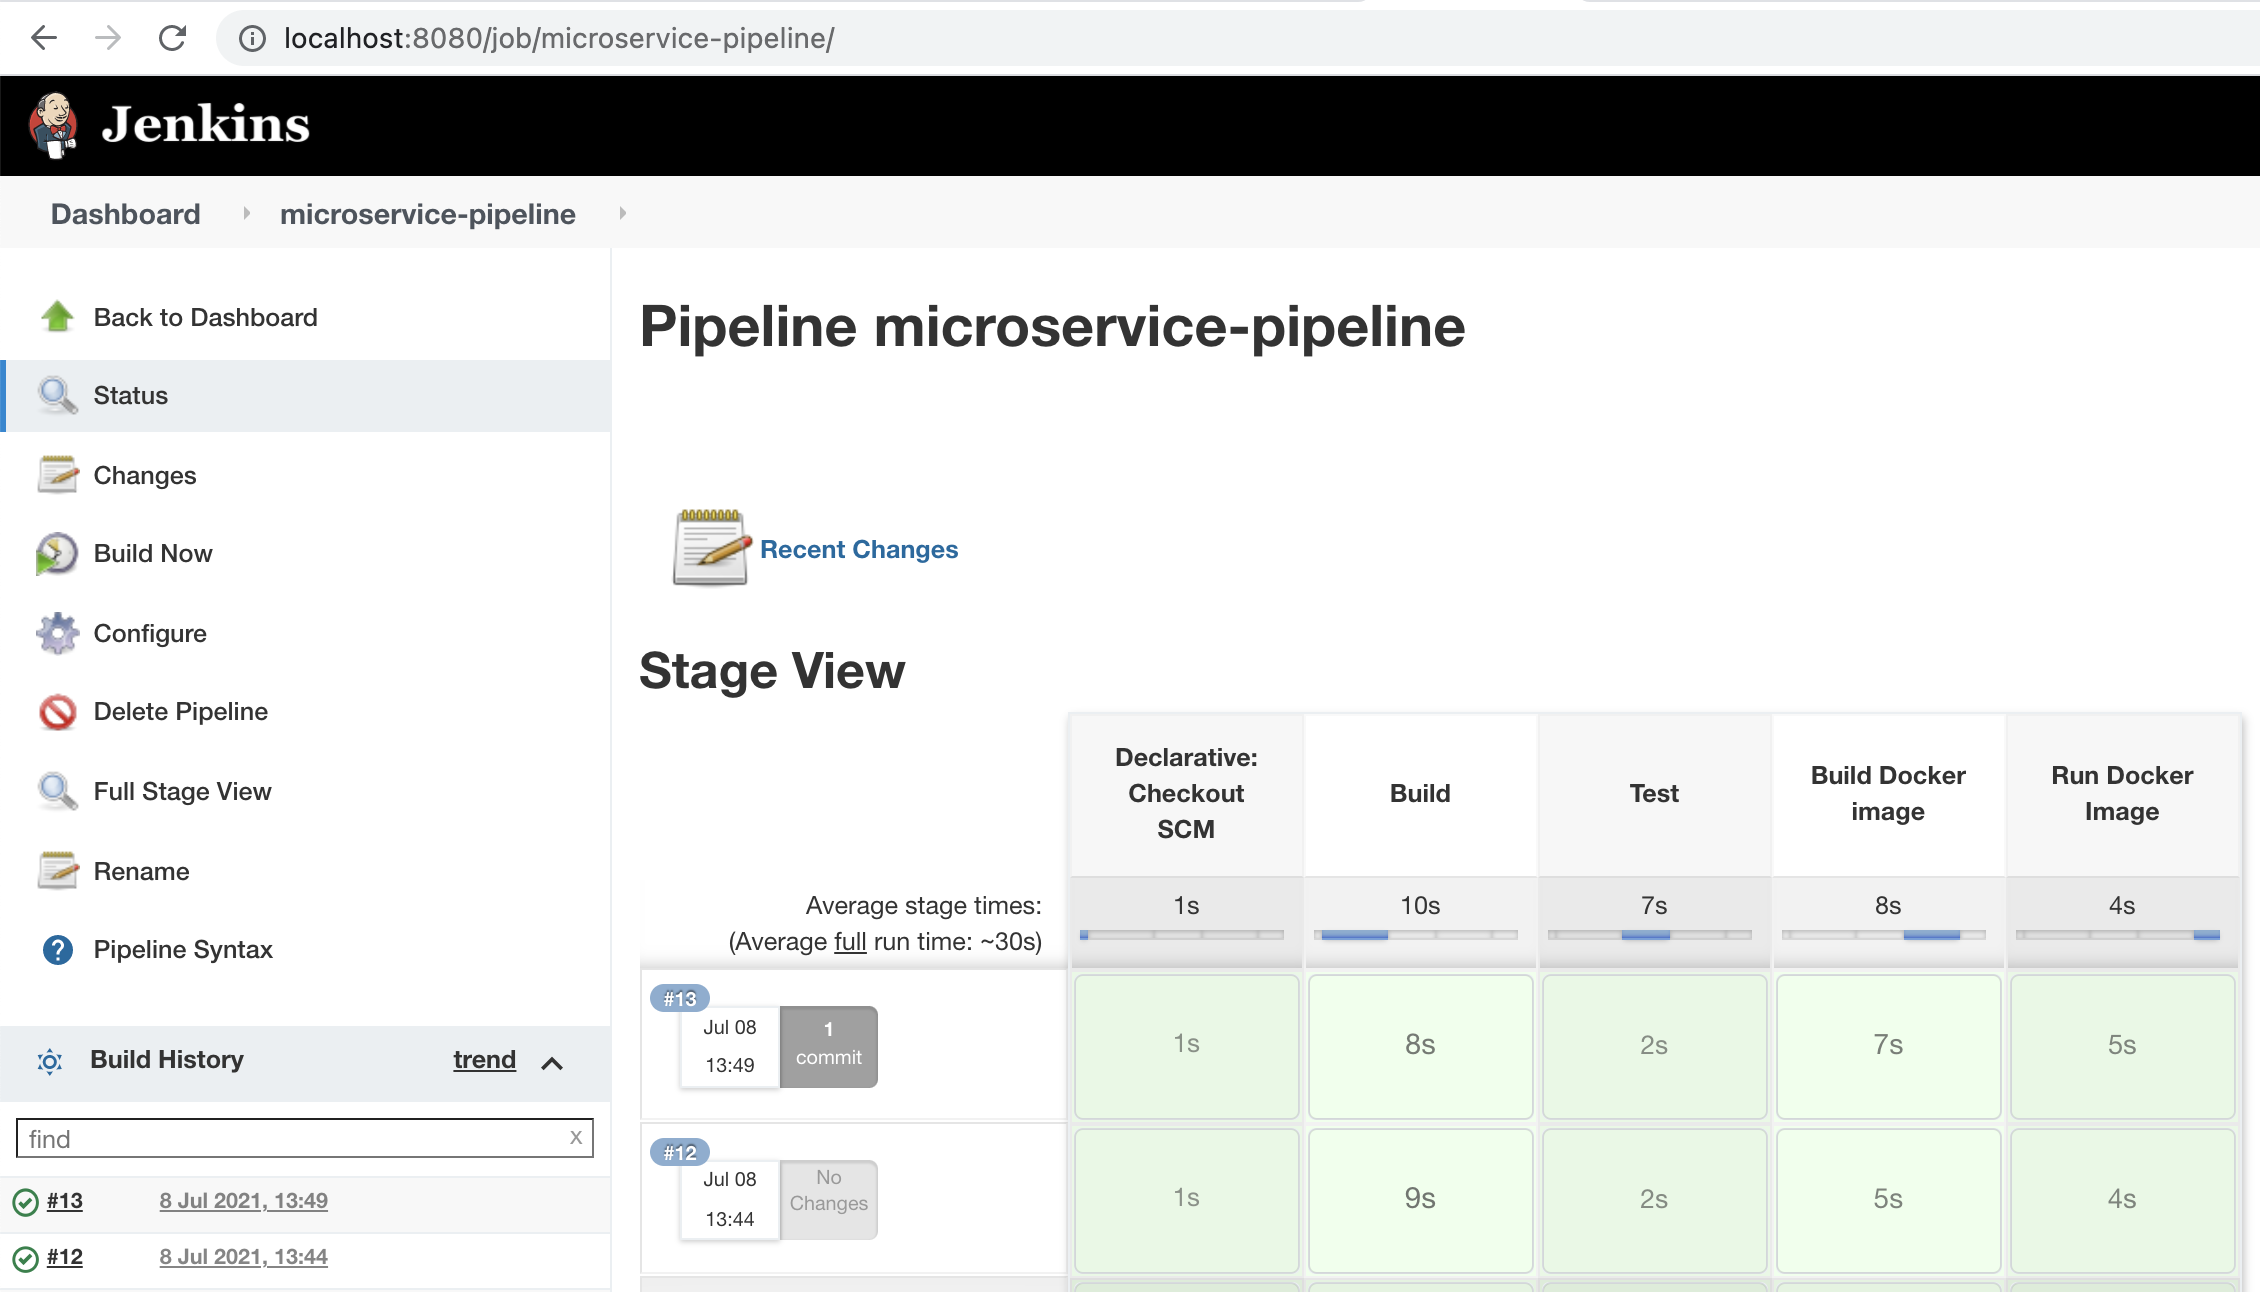 localhost:8080/job/microservice-pipeline/
Jenkins
Dashboard
microservice-pipeline
Back to Dashboard
Status
Changes
Build Now
Configure
Delete Pipeline
Full Stage View
Rename
?
Pipeline Syntax
Build History
trend
find
x
#13
8 Jul 2021, 13:49
#12
8 Jul 2021, 13:44
Pipeline microservice-pipeline
Recent Changes
Stage View
Declarative:
Checkout
SCM
Build
Test
Build Docker
image
Run Docker
Image
Average stage times:
(Average full run time: ~30s)
1s
10s
7s
8s
4s
#13
Jul 08
13:49
1
commit
1s
8s
2s
7s
5s
#12
Jul 08
13:44
No
Changes
1s
9s
2s
5s
4s